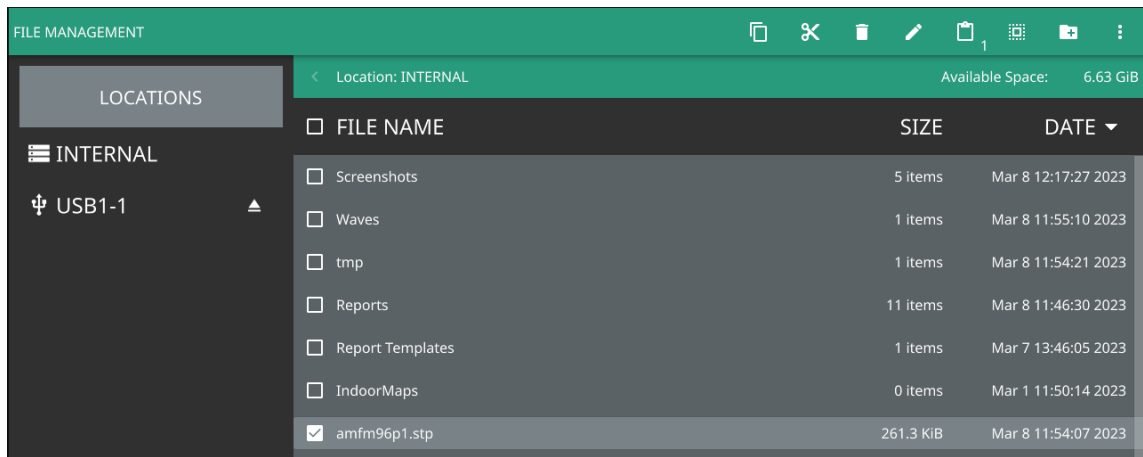 FILE MANAGEMENT
1
LOCATIONS
INTERNAL
USB1-1
Location: INTERNAL Available Space: 6.63 GiB
FILE NAME SIZE DATE
Screenshots 5 items Mar 8 12:17:27 2023
Waves 1 items Mar 8 11:55:10 2023
tmp 1 items Mar 8 11:54:21 2023
Reports 11 items Mar 8 11:46:30 2023
Report Templates 1 items Mar 7 13:46:05 2023
IndoorMaps 0 items Mar 1 11:50:14 2023
amfm96p1.stp 261.3 KiB Mar 8 11:54:07 2023